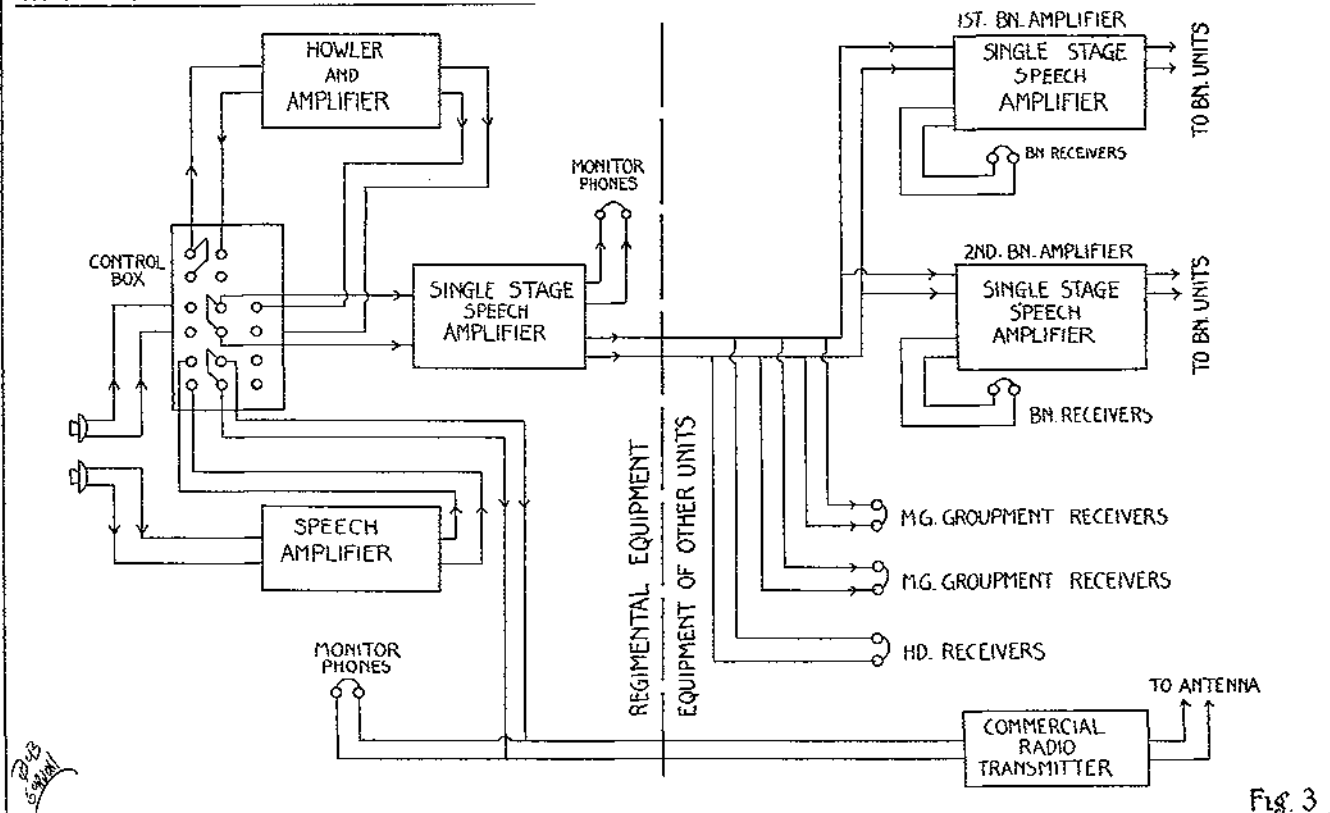 HOWLER
AND
AMPLIFIER
CONTROL
BOX
MONITOR
PHONES
SINGLE STAGE
SPEECH
AMPLIFIER
SPEECH
AMPLIFIER
MONITOR
PHONES
REGIMENTAL EQUIPMENT
EQUIPMENT OF OTHER UNITS
1ST. BN. AMPLIFIER
SINGLE STAGE
SPEECH
AMPLIFIER
TO BN. UNITS
BN RECEIVERS
2ND. BN. AMPLIFIER
SINGLE STAGE
SPEECH
AMPLIFIER
TO BN. UNITS
BN. RECEIVERS
M.G. GROUPMENT RECEIVERS
M.G. GROUPMENT RECEIVERS
HD. RECEIVERS
TO ANTENNA
COMMERCIAL
RADIO
TRANSMITTER
Fig. 3